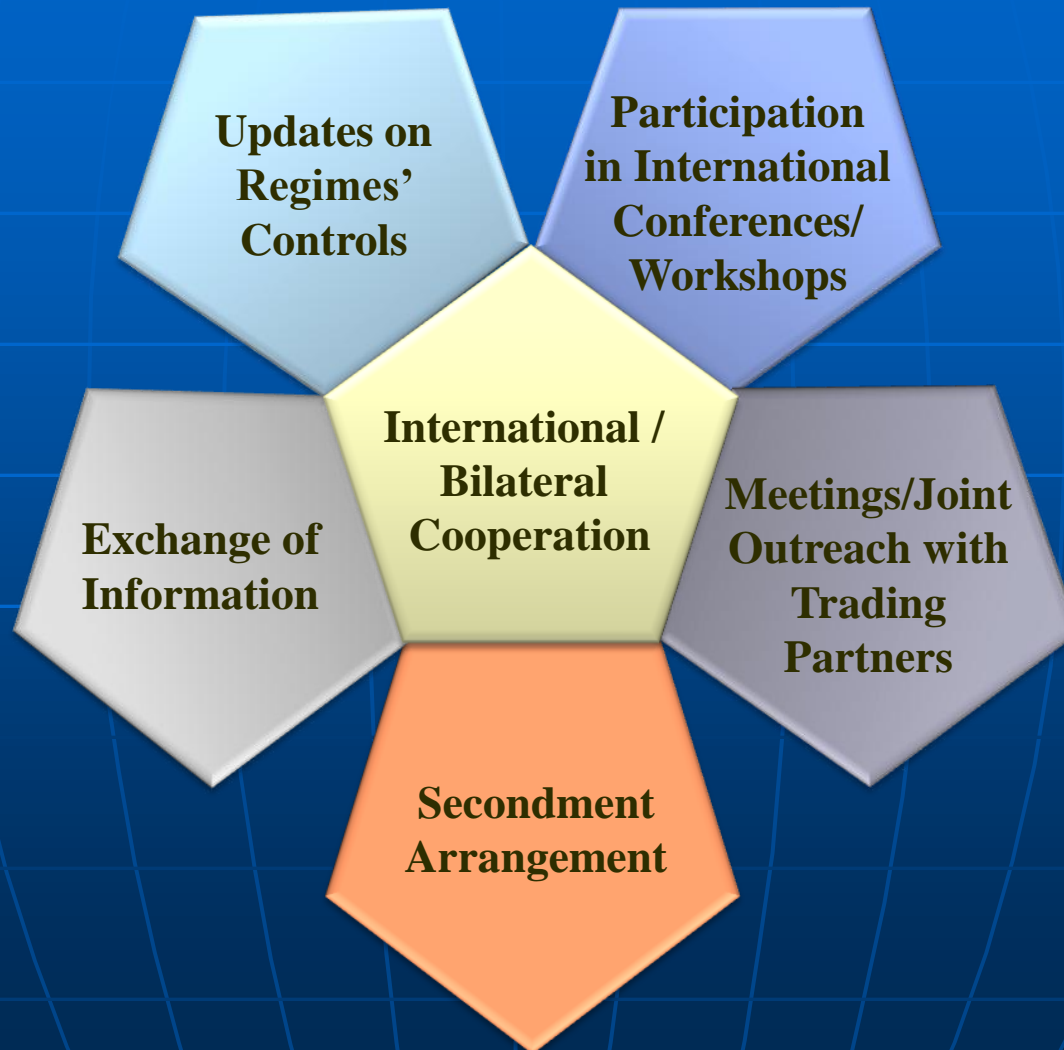 Updates on
Regimes’
Controls
Participation
in International
Conferences/
Workshops
International /
Bilateral
Cooperation
Exchange of
Information
Meetings/Joint
Outreach with
Trading
Partners
Secondment
Arrangement